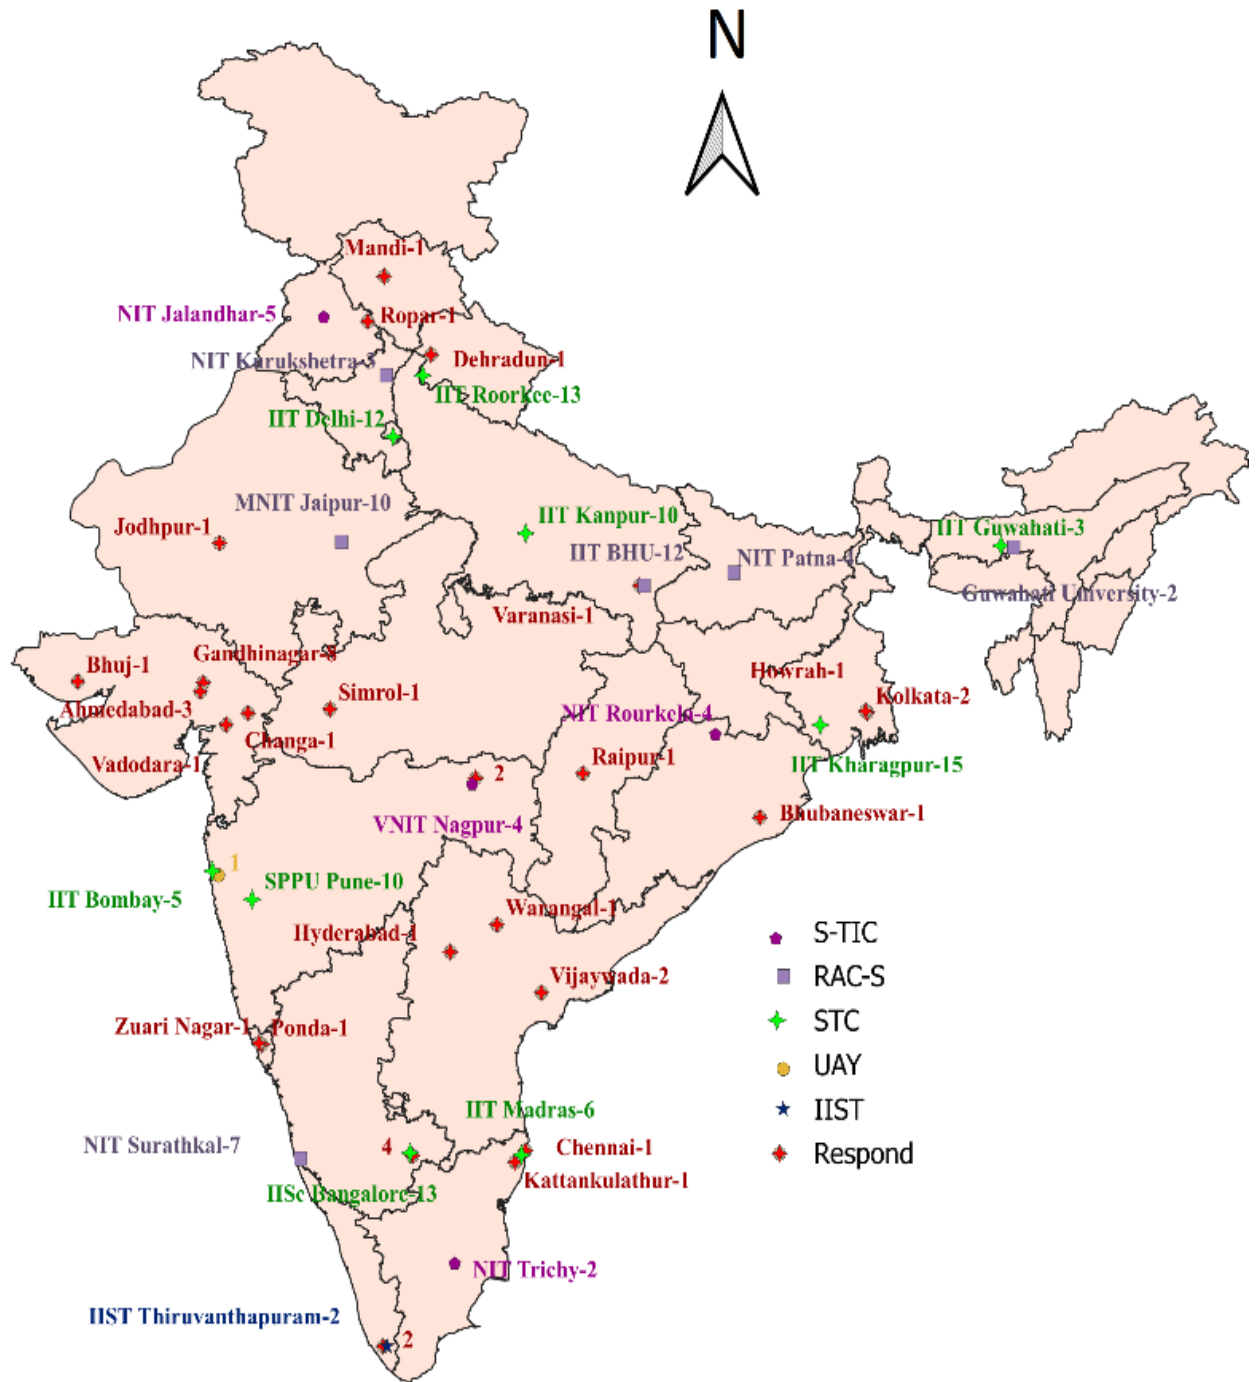 N
Mandi-1
NIT Jalandhar-5
Ropar-1
NIT Kurukshetra-3
Dehradun-1
IIT Roorkee-13
IIT Delhi-12
MNIT Jaipur-10
Jodhpur-1
IIT Kanpur-10
IIT BHU-12
NIT Patna-4
IIT Guwahati-3
Guwahati University-2
Varanasi-1
Bhuj-1
Gandhinagar-8
Ahmedabad-3
Simrol-1
Howrah-1
Kolkata-2
NIT Rourkela-4
Changa-1
Vadodara-1
2
Raipur-1
IIT Kharagpur-15
VNIT Nagpur-4
Bhubaneswar-1
1
IIT Bombay-5
SPPU Pune-10
Warangal-1
Hyderabad-1
Vijaywada-2
Zuari Nagar-1
Ponda-1
IIT Madras-6
NIT Surathkal-7
4
Chennai-1
Kattankulathur-1
IISc Bangalore-13
NIT Trichy-2
IIST Thiruvanthapuram-2
2
S-TIC
RAC-S
STC
UAY
IIST
Respond